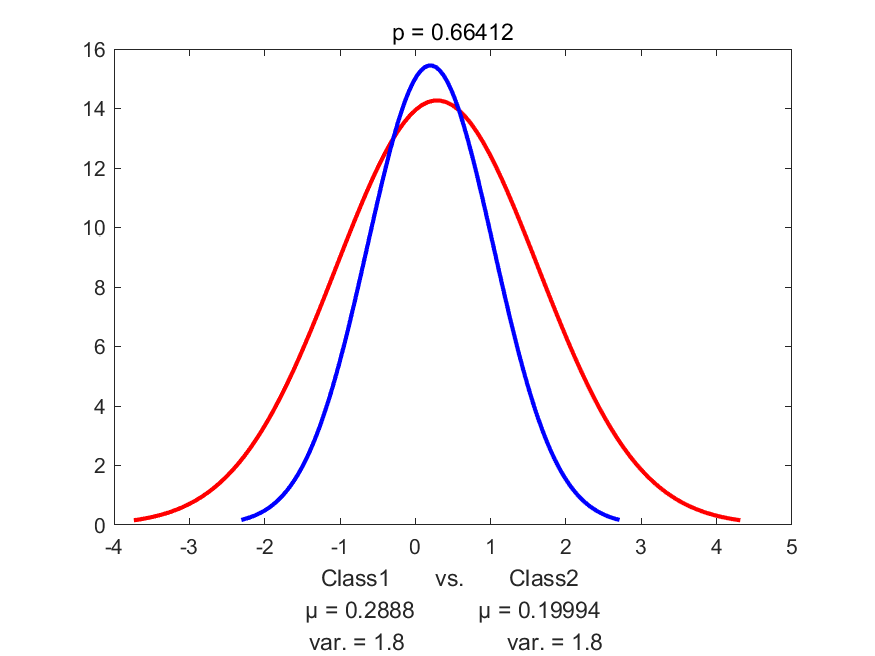 p = 0.66412
16
14
12
10
8
6
4
2
0
-4 -3 -2 -1 0 1 2 3 4 5
Class1 vs. Class2
μ = 0.2888 μ = 0.19994
var. = 1.8 var. = 1.8